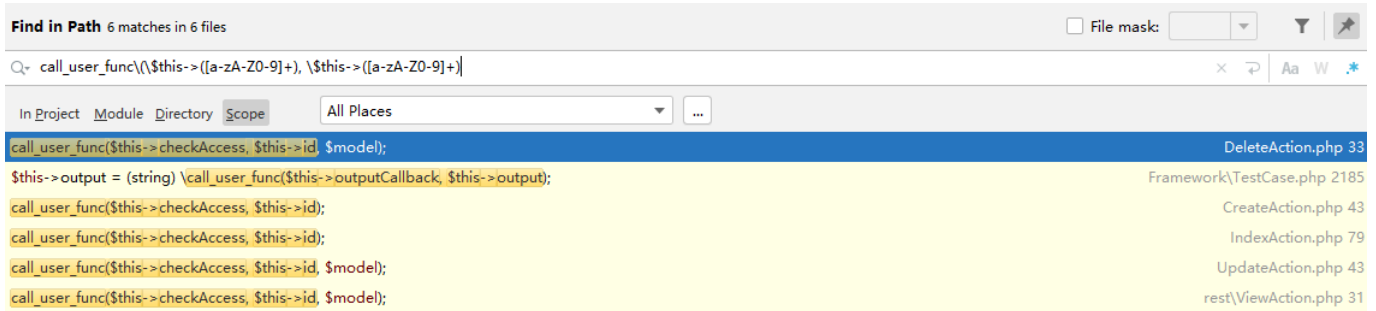 Find in Path 6 matches in 6 files File mask:
call_user_func\(\$this->([a-zA-Z0-9]+), \$this->([a-zA-Z0-9]+) Aa W .*
In Project Module Directory Scope All Places ...
call_user_func($this->checkAccess, $this->id, $model); DeleteAction.php 33
$this->output = (string) \call_user_func($this->outputCallback, $this->output); Framework\TestCase.php 2185
call_user_func($this->checkAccess, $this->id); CreateAction.php 43
call_user_func($this->checkAccess, $this->id); IndexAction.php 79
call_user_func($this->checkAccess, $this->id, $model); UpdateAction.php 43
call_user_func($this->checkAccess, $this->id, $model); rest\ViewAction.php 31